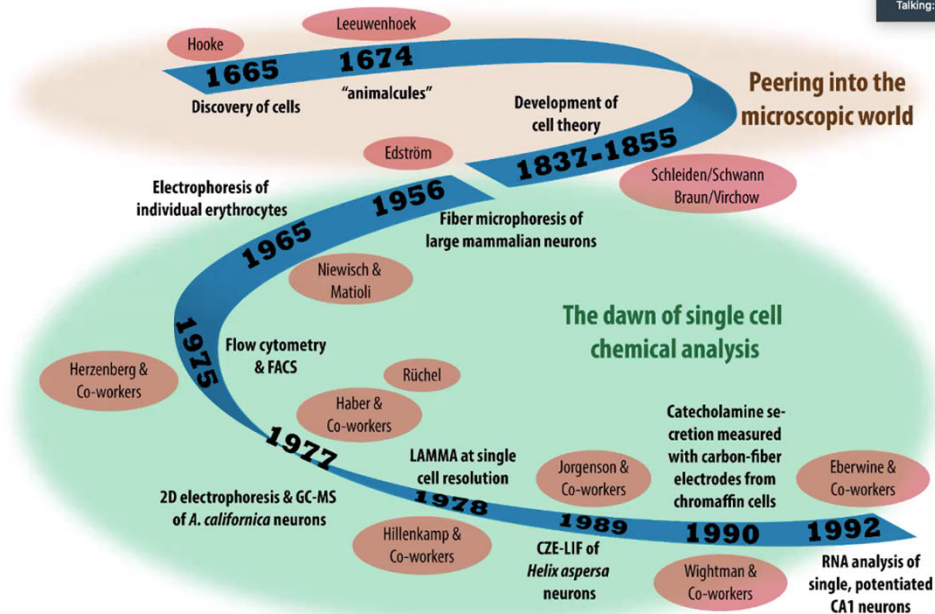 Talking:
Hooke
1665
Discovery of cells
Leeuwenhoek
1674
“animalcules”
Peering into the
microscopic world
Development of
cell theory
1837-1855
Schleiden/Schwann
Braun/Virchow
Edström
1956
Fiber microphoresis of
large mammalian neurons
Electrophoresis of
individual erythrocytes
1965
Niewisch &
Matioli
The dawn of single cell
chemical analysis
1975
Flow cytometry
& FACS
Herzenberg &
Co-workers
Rüchel
Haber &
Co-workers
1977
2D electrophoresis & GC-MS
of A. californica neurons
LAMMA at single
cell resolution
1978
Hillenkamp &
Co-workers
Jorgenson &
Co-workers
1989
CZE-LIF of
Helix aspersa
neurons
Catecholamine se-
cretion measured
with carbon-fiber
electrodes from
chromaffin cells
1990
Wightman &
Co-workers
Eberwine &
Co-workers
1992
RNA analysis of
single, potentiated
CA1 neurons